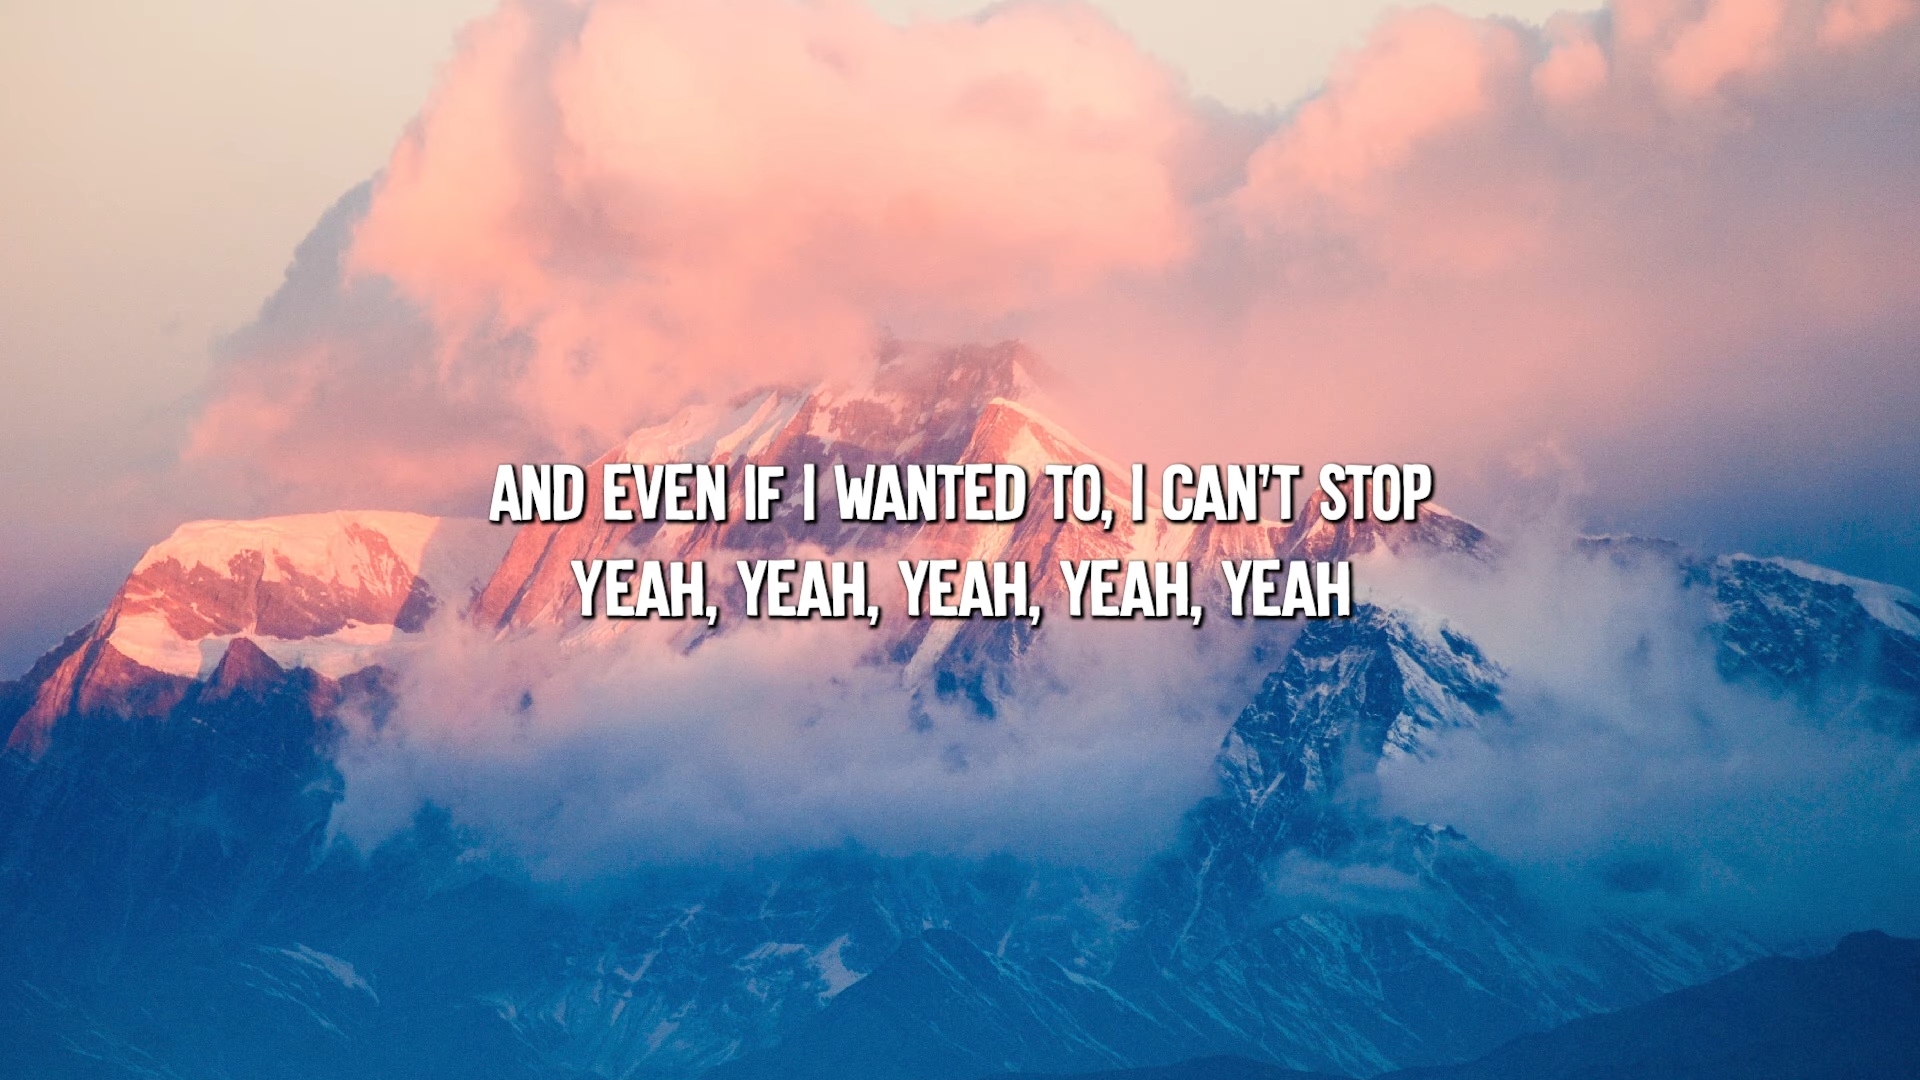 AND EVEN IF I WANTED TO, I CAN'T STOP
YEAH, YEAH, YEAH, YEAH, YEAH